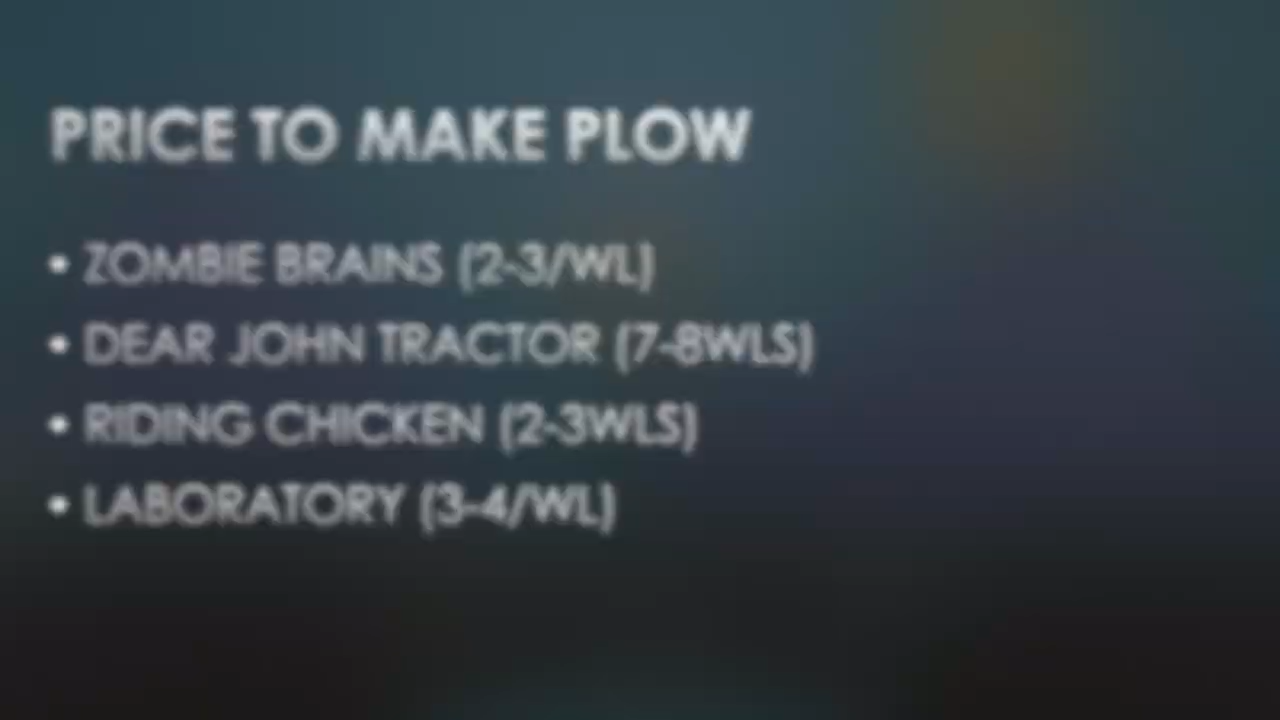 PRICE TO MAKE PLOW
• ZOMBIE BRAINS (2-3/WL)
• DEAR JOHN TRACTOR (7-8WLS)
• RIDING CHICKEN (2-3WLS)
• LABORATORY (3-4/WL)